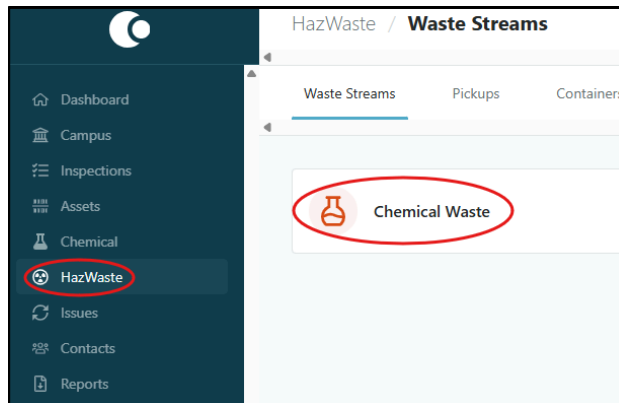 HazWaste / Waste Streams
Waste Streams Pickups Containers
Dashboard
Campus
Inspections
Assets
Chemical
HazWaste
Issues
Contacts
Reports
Chemical Waste